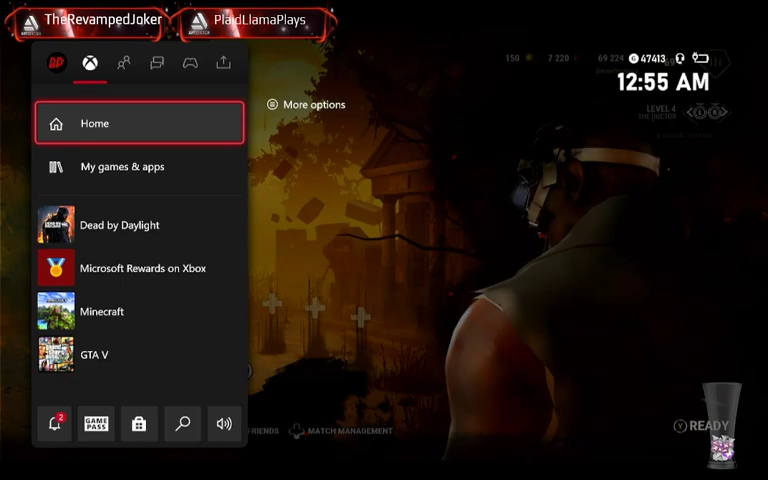 TheRevampedJoker
PlaidLlamaPlays
150
7 220
69 224
G 47413
12:55 AM
More options
LEVEL 4
THE DOCTOR
Home
My games & apps
Dead by Daylight
Microsoft Rewards on Xbox
Minecraft
GTA V
2
GAME
PASS
FRIENDS
MATCH MANAGEMENT
Y READY